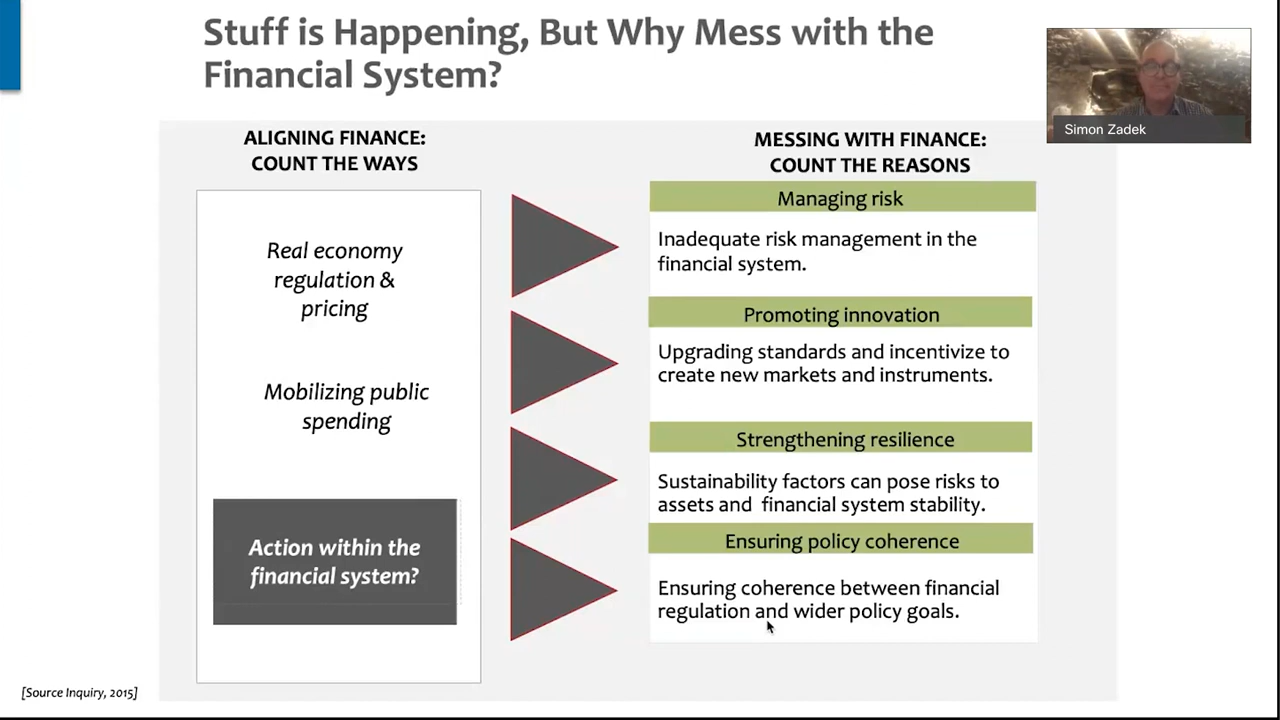 Stuff is Happening, But Why Mess with the
Financial System?
Simon Zadek
ALIGNING FINANCE:
COUNT THE WAYS
Real economy
regulation &
pricing
Mobilizing public
spending
Action within the
financial system?
MESSING WITH FINANCE:
COUNT THE REASONS
Managing risk
Inadequate risk management in the
financial system.
Promoting innovation
Upgrading standards and incentivize to
create new markets and instruments.
Strengthening resilience
Sustainability factors can pose risks to
assets and  financial system stability.
Ensuring policy coherence
Ensuring coherence between financial
regulation and wider policy goals.
[Source Inquiry, 2015]